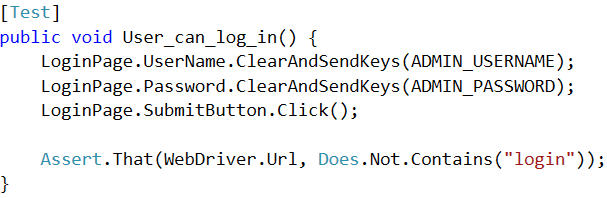 [Test]
public void User_can_log_in() {
    LoginPage.UserName.ClearAndSendKeys(ADMIN_USERNAME);
    LoginPage.Password.ClearAndSendKeys(ADMIN_PASSWORD);
    LoginPage.SubmitButton.Click();

    Assert.That(WebDriver.Url, Does.Not.Contains("login"));
}